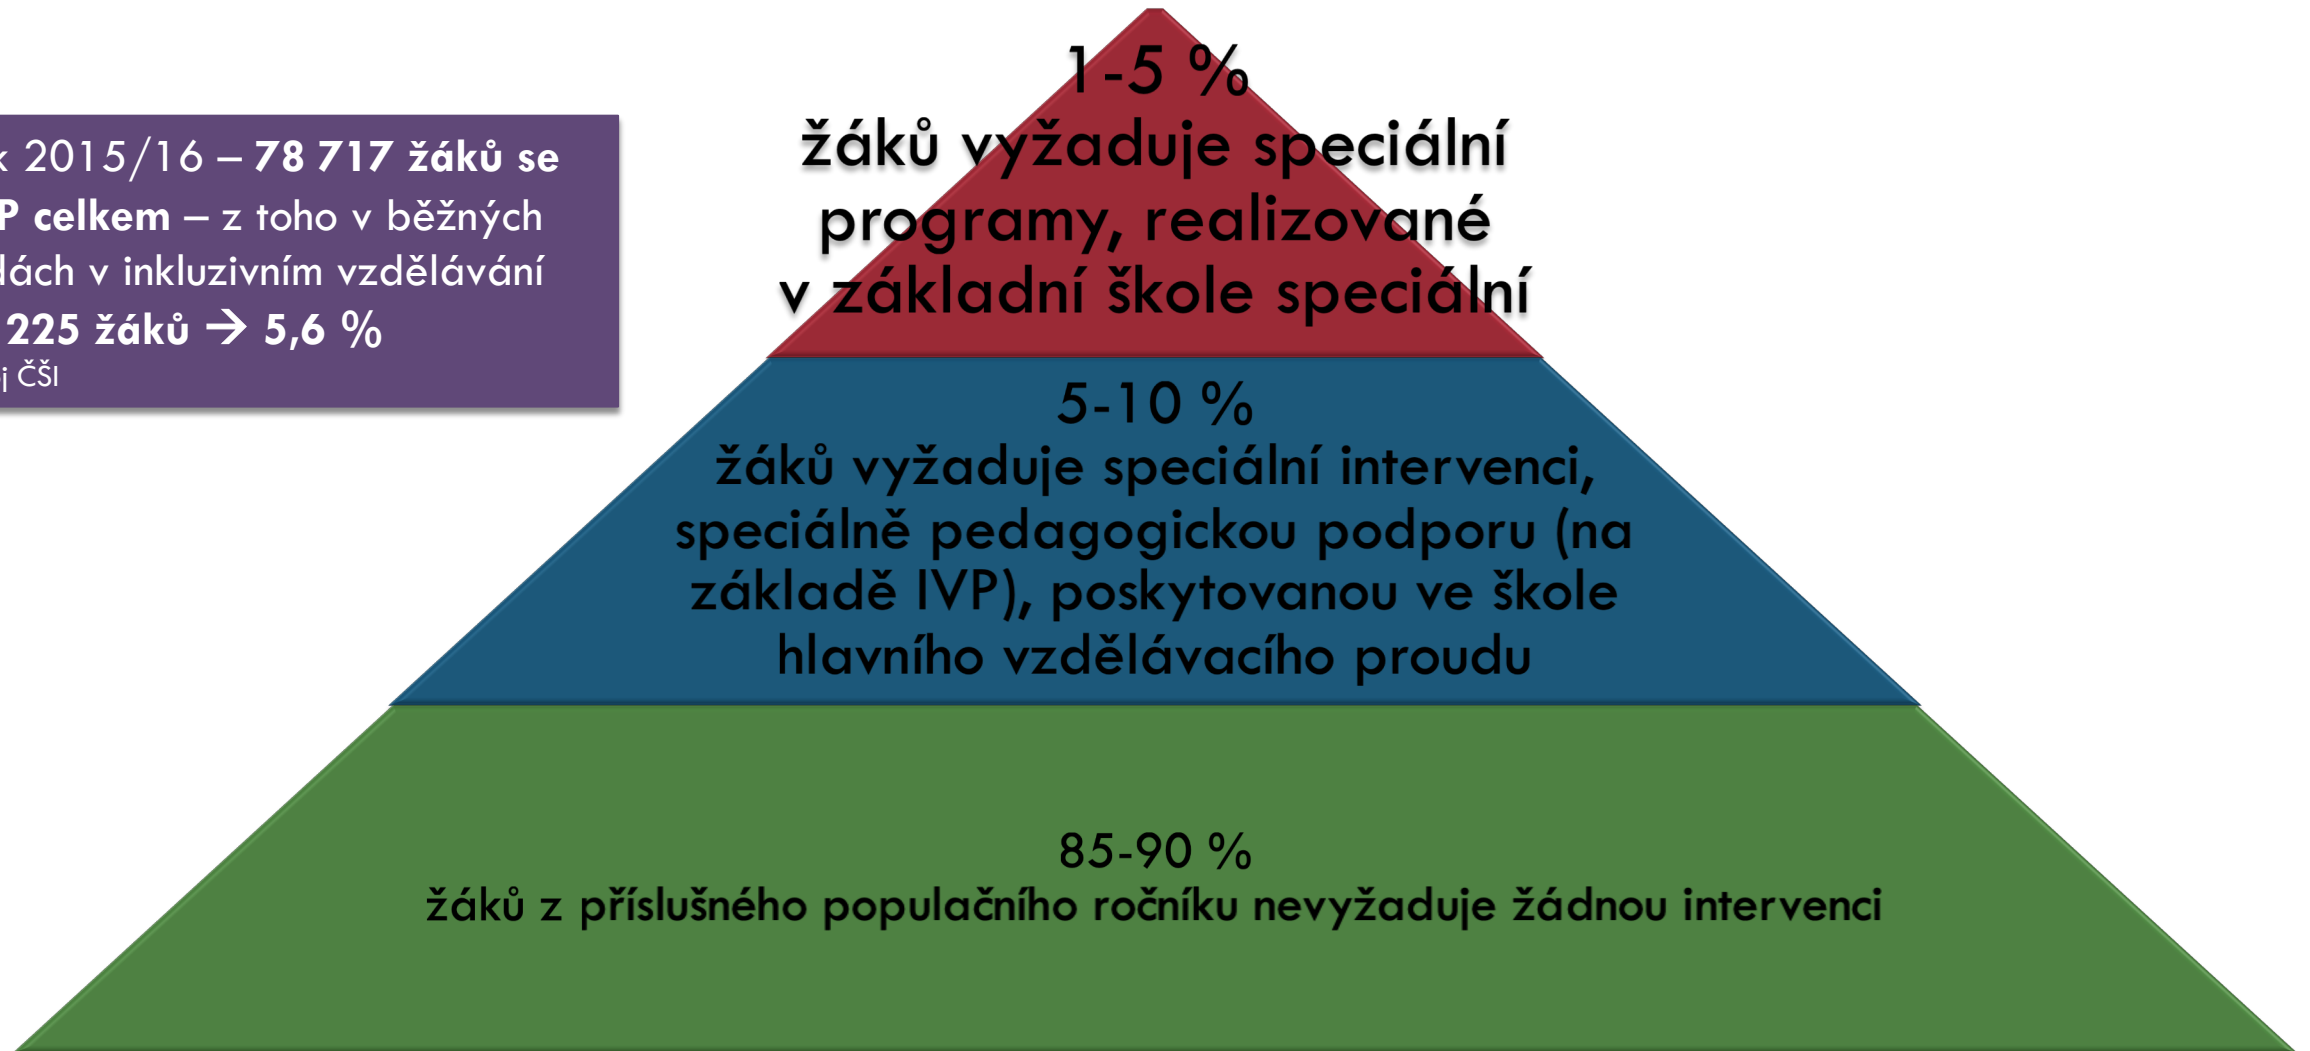 k 2015/16 – 78 717 žáků se
P celkem – z toho v běžných
dách v inkluzivním vzdělávání
225 žáků → 5,6 %
j ČŠI
1-5 %
žáků vyžaduje speciální
programy, realizované
v základní škole speciální
5-10 %
žáků vyžaduje speciální intervenci,
speciálně pedagogickou podporu (na
základě IVP), poskytovanou ve škole
hlavního vzdělávacího proudu
85-90 %
žáků z příslušného populačního ročníku nevyžaduje žádnou intervenci